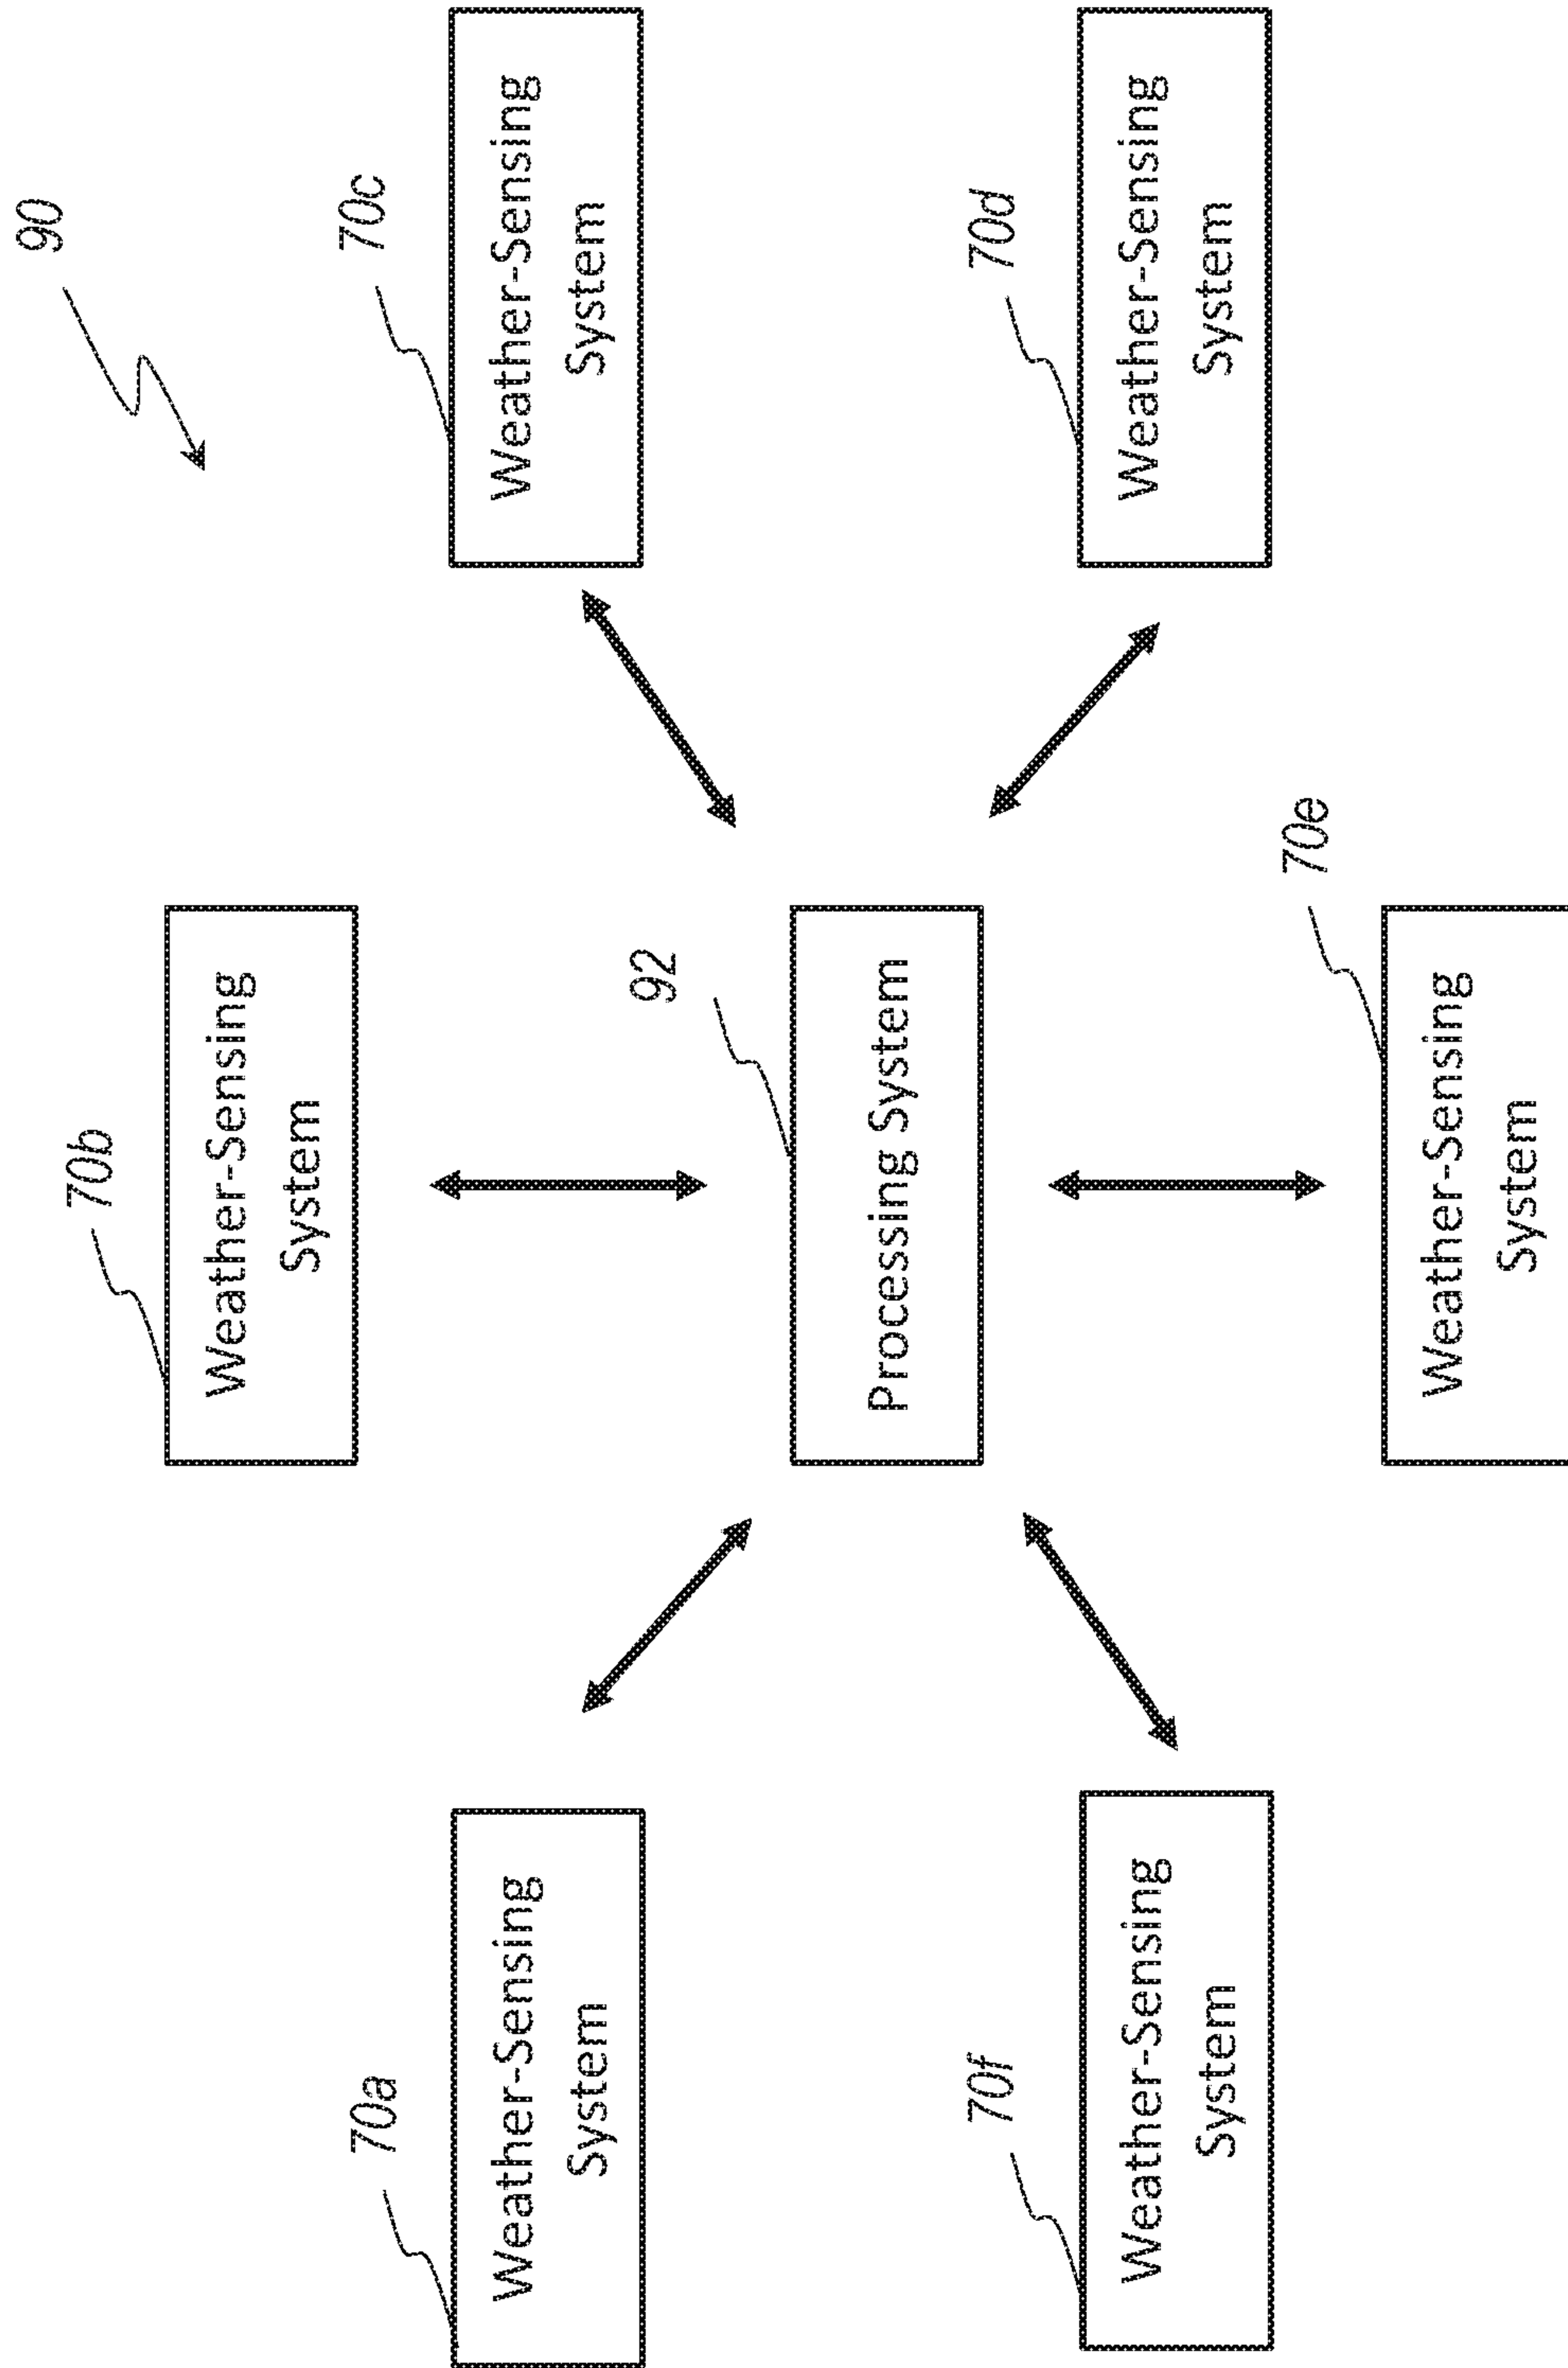 90
70b
Weather-Sensing
System
70a
Weather-Sensing
System
70c
Weather-Sensing
System
92
Processing System
70f
Weather-Sensing
System
70d
Weather-Sensing
System
70e
Weather-Sensing
System